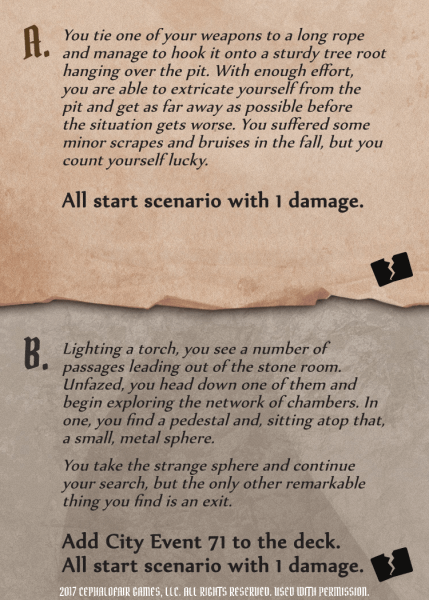 A.
You tie one of your weapons to a long rope
and manage to hook it onto a sturdy tree root
hanging over the pit. With enough effort,
you are able to extricate yourself from the
pit and get as far away as possible before
the situation gets worse. You suffered some
minor scrapes and bruises in the fall, but you
count yourself lucky.
All start scenario with 1 damage.
B.
Lighting a torch, you see a number of
passages leading out of the stone room.
Unfazed, you head down one of them and
begin exploring the network of chambers. In
one, you find a pedestal and, sitting atop that,
a small, metal sphere.
You take the strange sphere and continue
your search, but the only other remarkable
thing you find is an exit.
Add City Event 71 to the deck.
All start scenario with 1 damage.
2017 CEPHALOFAIR GAMES, LLC. ALL RIGHTS RESERVED. USED WITH PERMISSION.